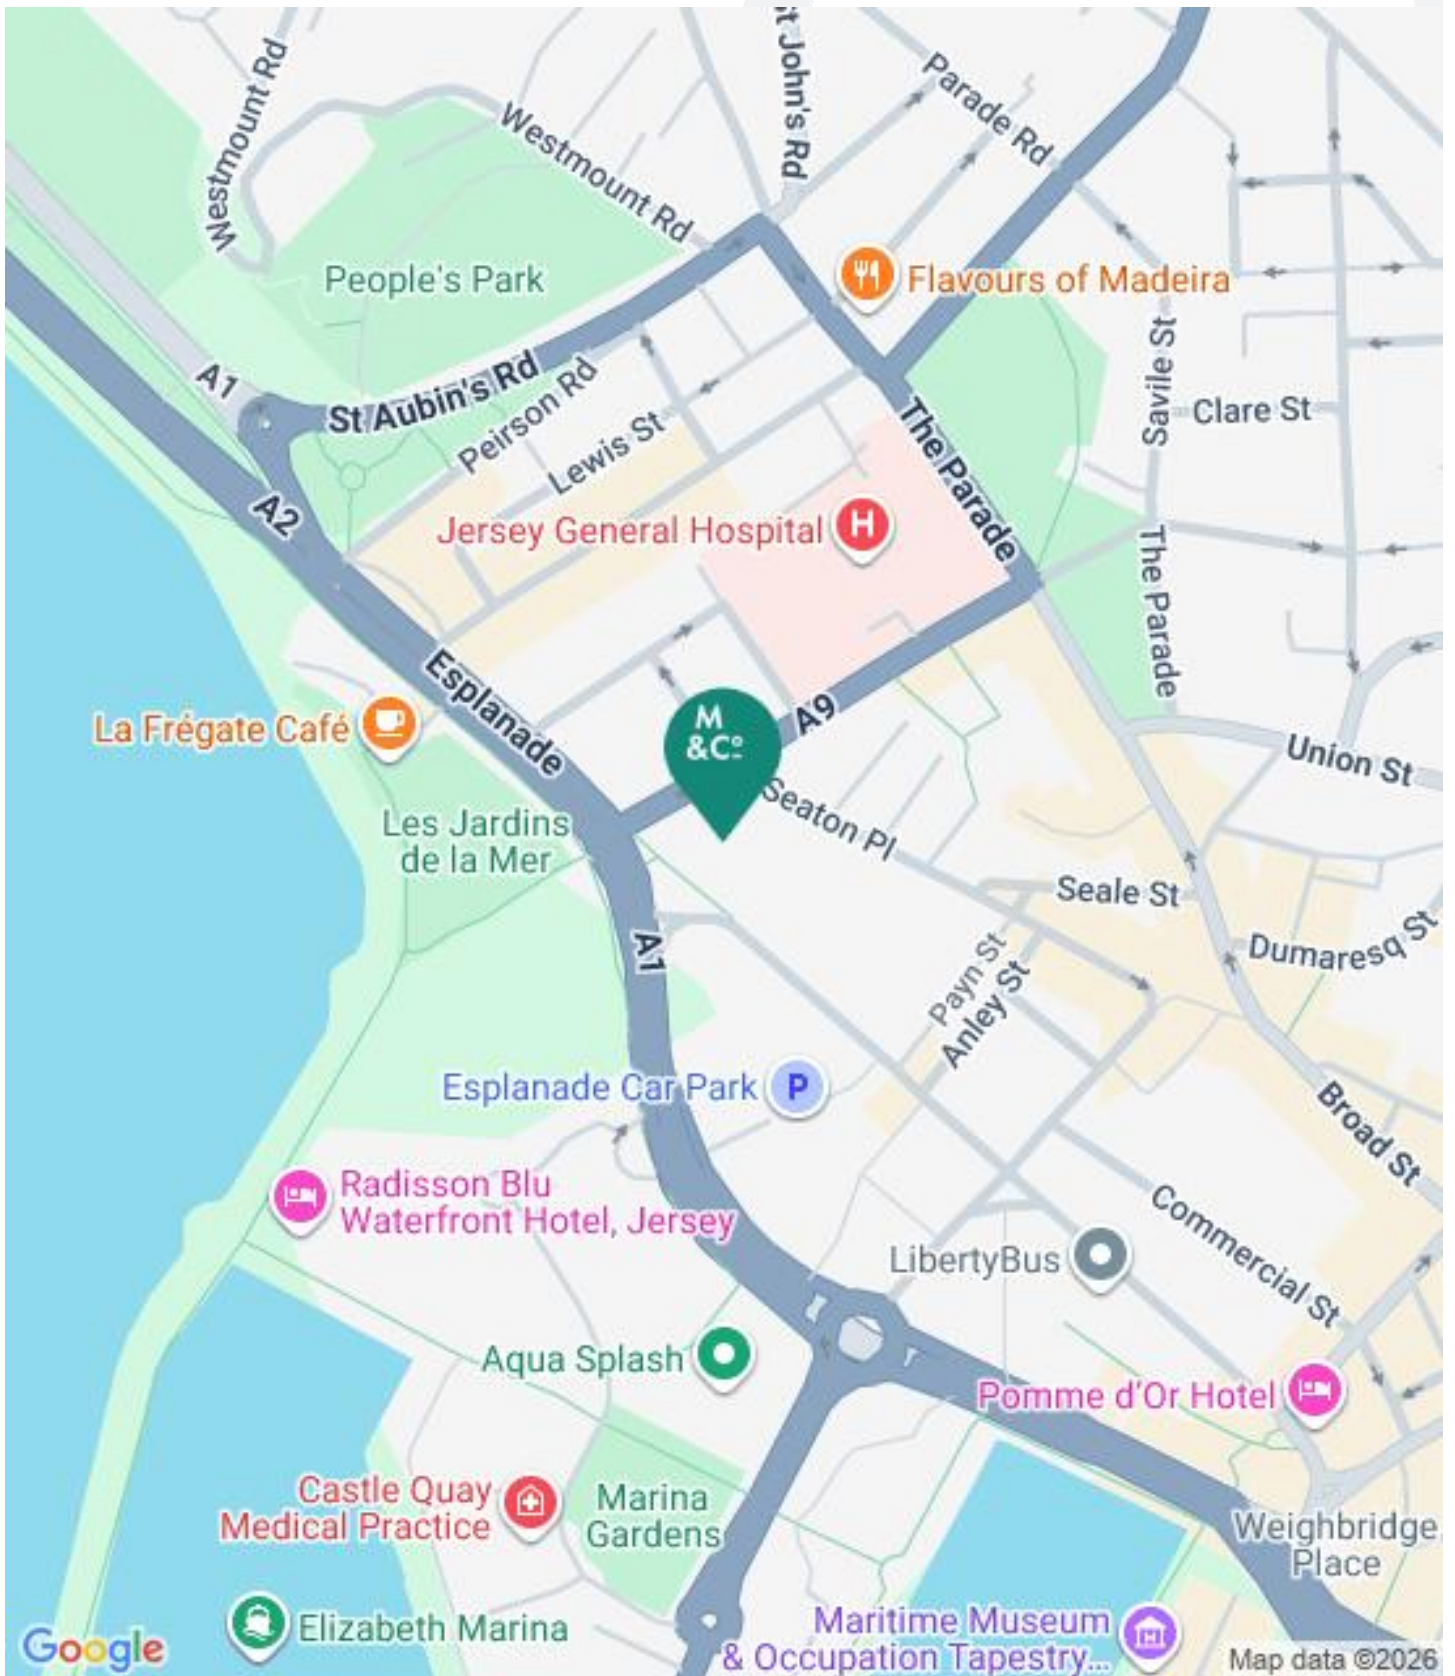 Westmount Rd
St John's Rd
Parade Rd
Westmount Rd
People's Park
Flavours of Madeira
A1
St Aubin's Rd
Peirson Rd
Lewis St
Savile St
Clare St
The Parade
A2
Jersey General Hospital
H
The Parade
Esplanade
La Frégate Café
M
&Co
A9
Union St
Seaton Pl
Les Jardins
de la Mer
Seale St
Dumaresq St
A1
Payn St
Anley St
Esplanade Car Park
P
Broad St
Radisson Blu
Waterfront Hotel, Jersey
Commercial St
LibertyBus
Aqua Splash
Pomme d'Or Hotel
Castle Quay
Medical Practice
Marina
Gardens
Weighbridge
Place
Elizabeth Marina
Maritime Museum
& Occupation Tapestry...
Google
Map data ©2026